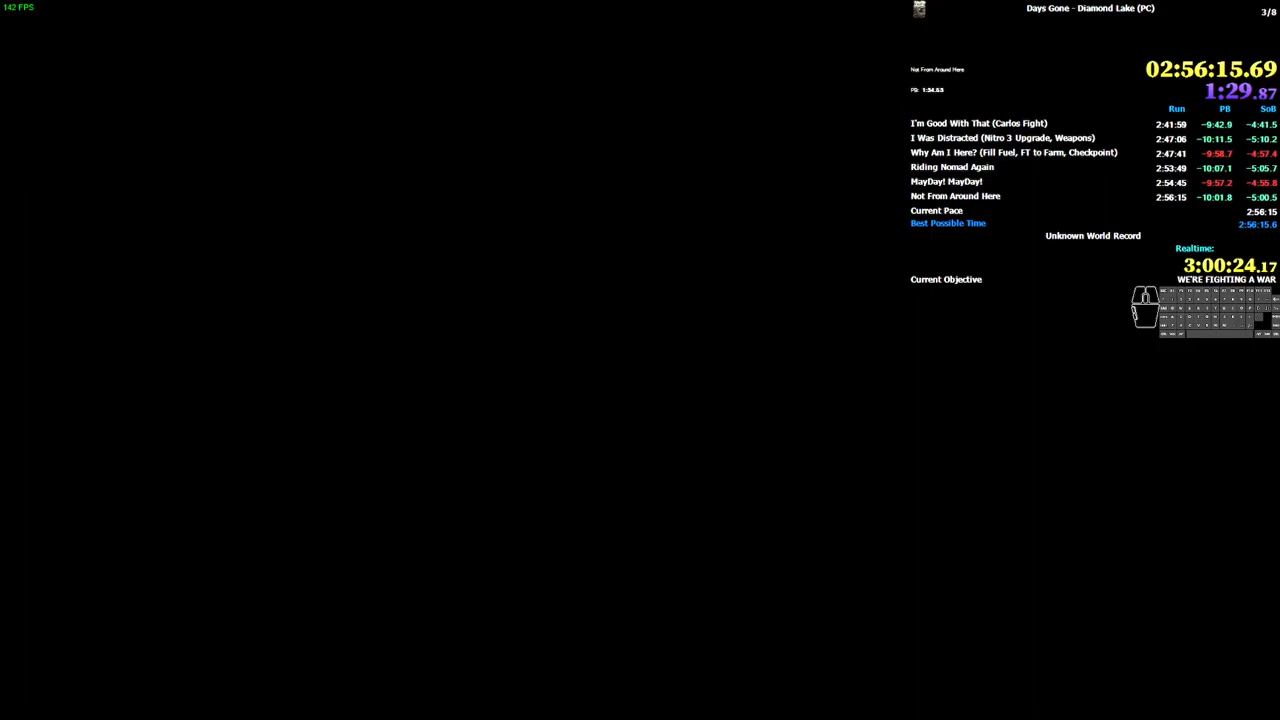 142 FPS
Days Gone - Diamond Lake (PC)
3/8
Not From Around Here
02:56:15.69
PB: 1:34.53
1:29.87
Run PB SoB
I'm Good With That (Carlos Fight) 2:41:59 -9:42.9 -4:41.5
I Was Distracted (Nitro 3 Upgrade, Weapons) 2:47:06 -10:11.5 -5:10.2
Why Am I Here? (Fill Fuel, FT to Farm, Checkpoint) 2:47:41 -9:58.7 -4:57.4
Riding Nomad Again 2:53:49 -10:07.1 -5:05.7
MayDay! MayDay! 2:54:45 -9:57.2 -4:55.8
Not From Around Here 2:56:15 -10:01.8 -5:00.5
Current Pace 2:56:15
Best Possible Time 2:56:15.6
Unknown World Record
Realtime:
3:00:24.17
Current Objective WE'RE FIGHTING A WAR